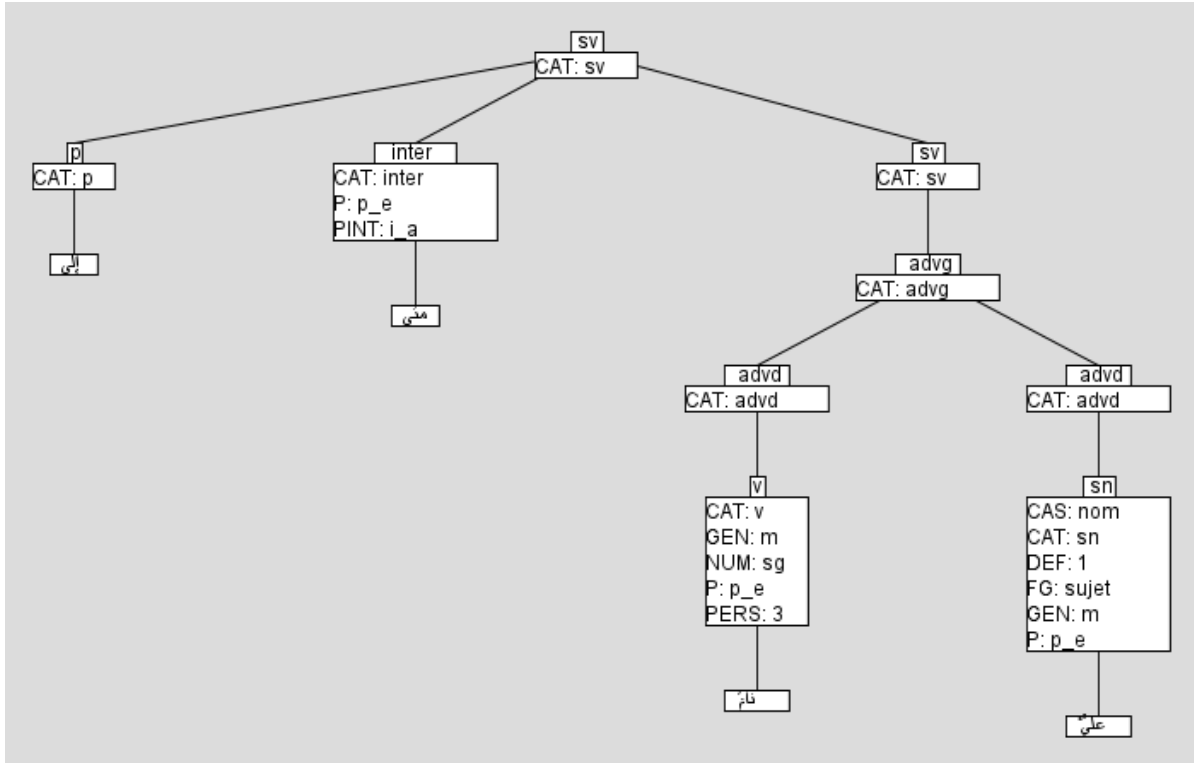 sv
CAT: sv
p
CAT: p
إلى
inter
CAT: inter
P: p_e
PINT: i_a
متى
sv
CAT: sv
advg
CAT: advg
advd
CAT: advd
advd
CAT: advd
v
CAT: v
GEN: m
NUM: sg
P: p_e
PERS: 3
نامَ
sn
CAS: nom
CAT: sn
DEF: 1
FG: sujet
GEN: m
P: p_e
عليٌّ